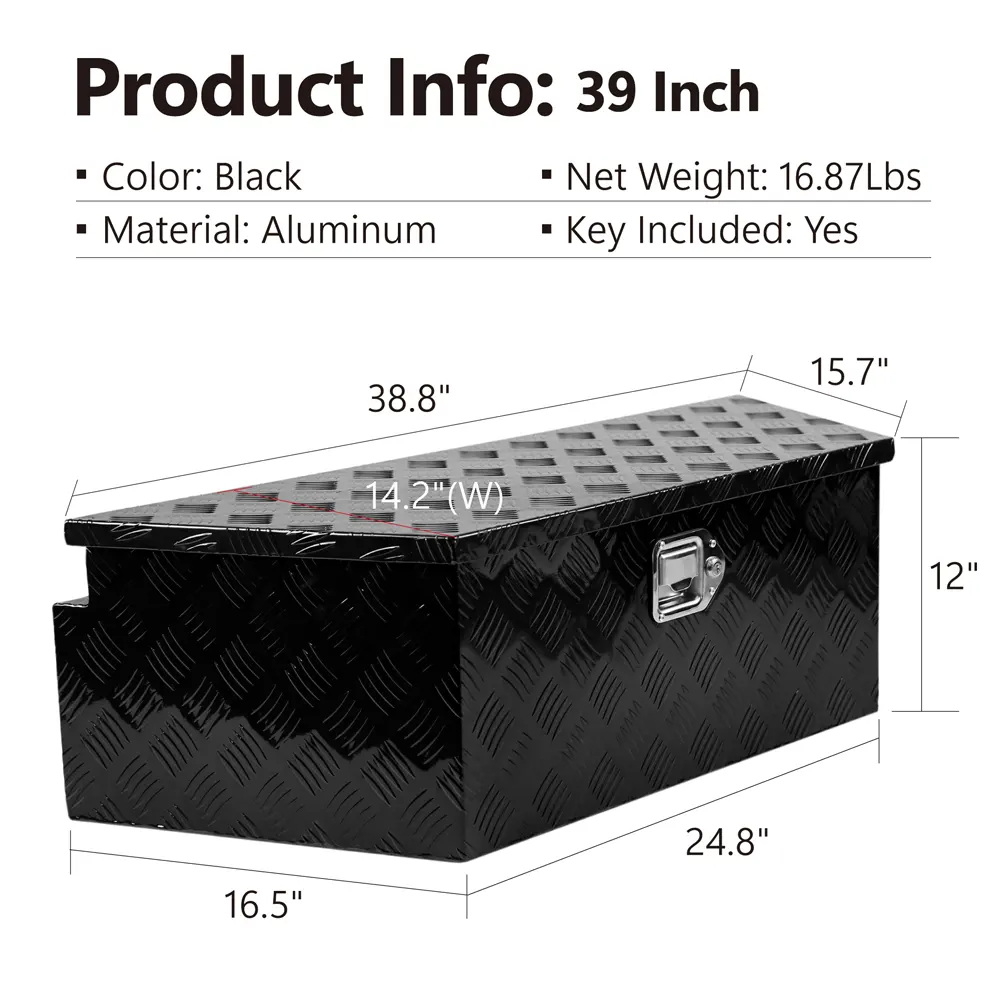 Product Info: 39 Inch
▪ Color: Black
▪ Net Weight: 16.87Lbs
▪ Material: Aluminum
▪ Key Included: Yes
38.8"
15.7"
14.2"(W)
12"
24.8"
16.5"